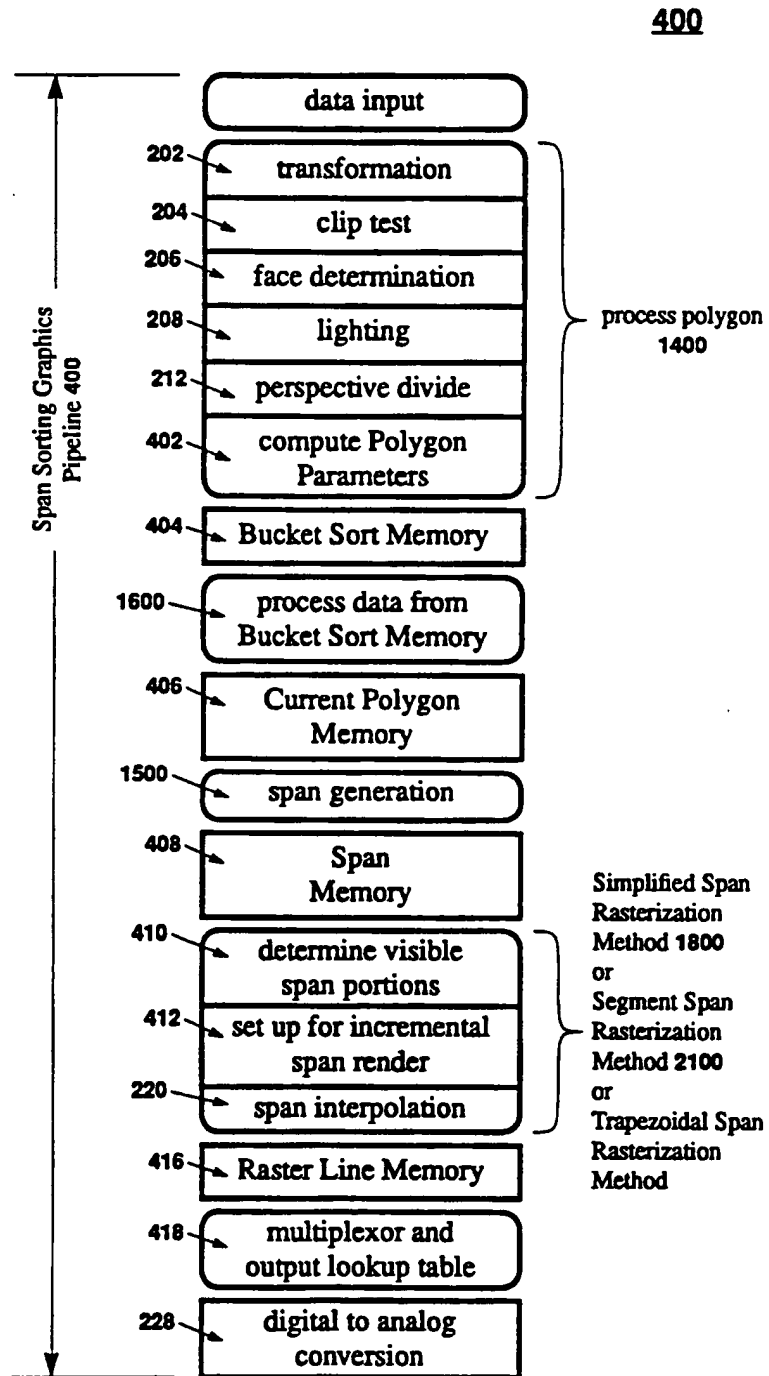 400
Span Sorting Graphics
Pipeline 400
data input
202
transformation
204
clip test
206
face determination
208
lighting
212
perspective divide
402
compute Polygon
Parameters
process polygon
1400
404
Bucket Sort Memory
1600
process data from
Bucket Sort Memory
406
Current Polygon
Memory
1500
span generation
408
Span
Memory
410
determine visible
span portions
412
set up for incremental
span render
220
span interpolation
Simplified Span
Rasterization
Method 1800
or
Segment Span
Rasterization
Method 2100
or
Trapezoidal Span
Rasterization
Method
416
Raster Line Memory
418
multiplexor and
output lookup table
228
digital to analog
conversion